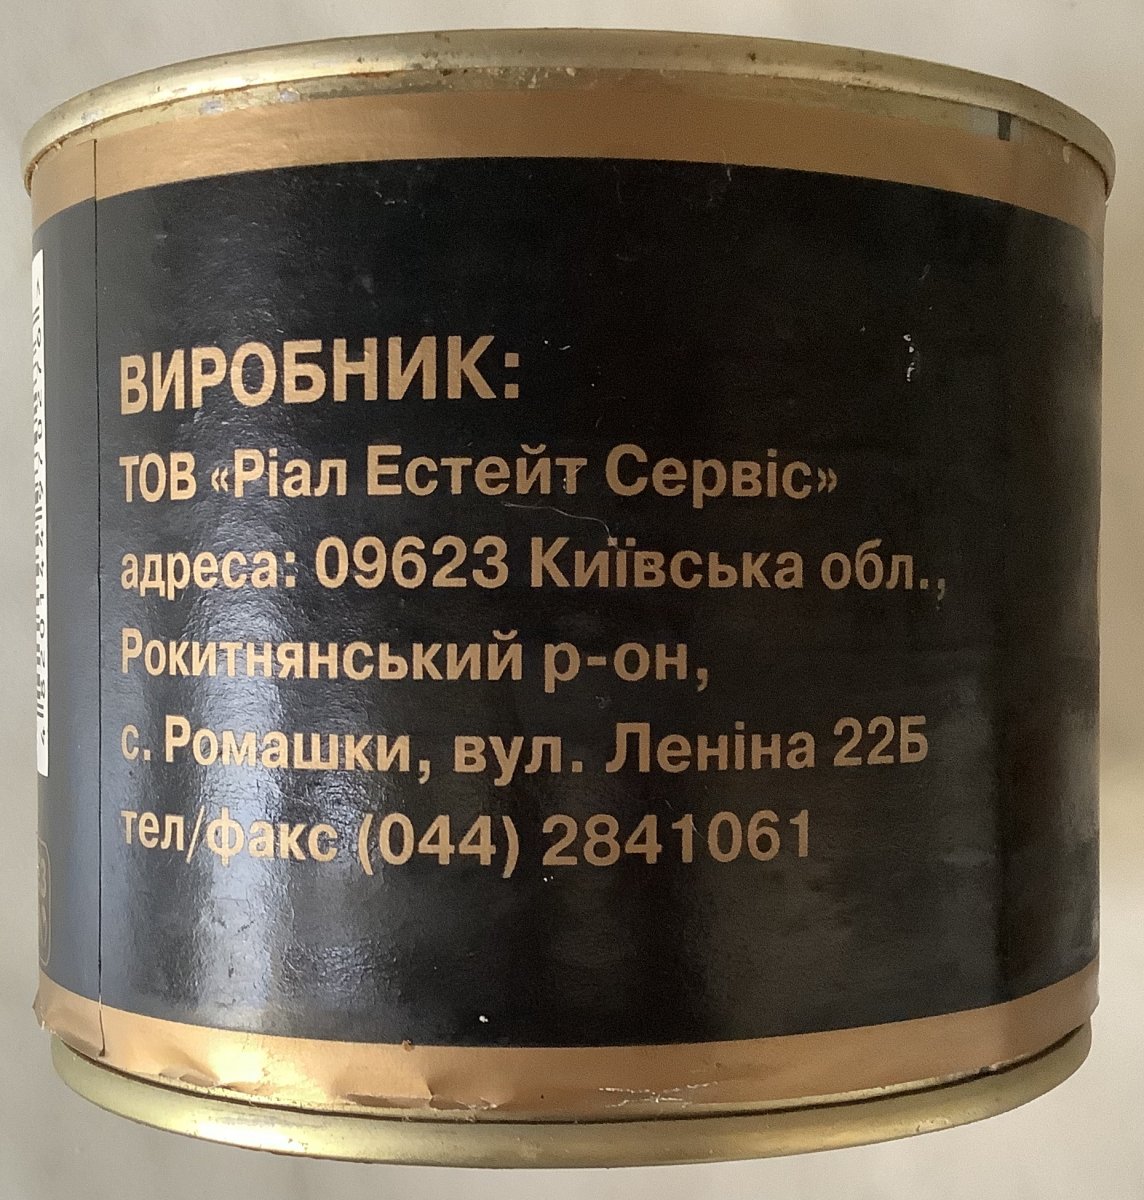 ВИРОБНИК:
ТОВ «Ріал Естейт Сервіс»
адреса: 09623 Київська обл.,
Рокитнянський р-он,
с. Ромашки, вул. Леніна 22Б
тел/факс (044) 2841061